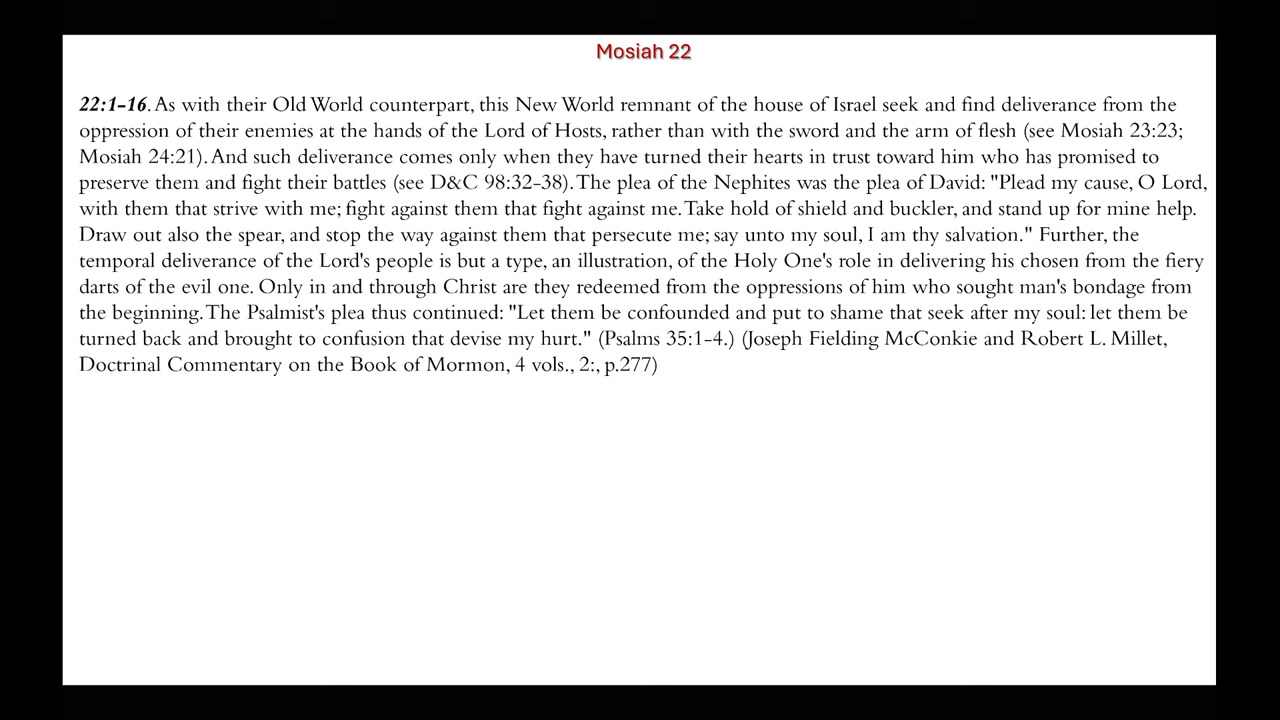 Mosiah 22
22:1-16. As with their Old World counterpart, this New World remnant of the house of Israel seek and find deliverance from the
oppression of their enemies at the hands of the Lord of Hosts, rather than with the sword and the arm of flesh (see Mosiah 23:23;
Mosiah 24:21). And such deliverance comes only when they have turned their hearts in trust toward him who has promised to
preserve them and fight their battles (see D&C 98:32-38). The plea of the Nephites was the plea of David: "Plead my cause, O Lord,
with them that strive with me; fight against them that fight against me. Take hold of shield and buckler, and stand up for mine help.
Draw out also the spear, and stop the way against them that persecute me; say unto my soul, I am thy salvation." Further, the
temporal deliverance of the Lord's people is but a type, an illustration, of the Holy One's role in delivering his chosen from the fiery
darts of the evil one. Only in and through Christ are they redeemed from the oppressions of him who sought man's bondage from
the beginning. The Psalmist's plea thus continued: "Let them be confounded and put to shame that seek after my soul: let them be
turned back and brought to confusion that devise my hurt." (Psalms 35:1-4.) (Joseph Fielding McConkie and Robert L. Millet,
Doctrinal Commentary on the Book of Mormon, 4 vols., 2:, p.277)